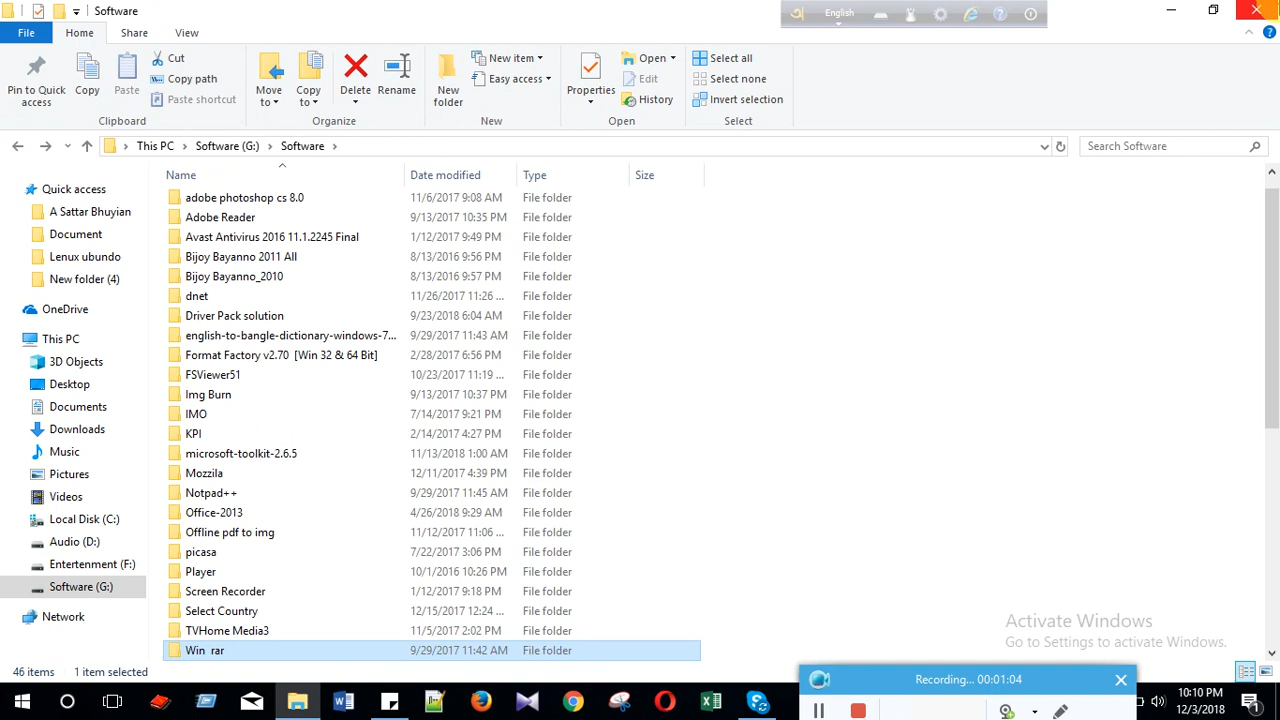 Software
English
File Home Share View
Pin to Quick access
Copy
Paste
Cut
Copy path
Paste shortcut
Move to
Copy to
Delete
Rename
New folder
New item
Easy access
Properties
Open
Edit
History
Select all
Select none
Invert selection
Clipboard Organize New Open Select
This PC Software (G:) Software
Search Software
Name Date modified Type Size
Quick access
A Sattar Bhuyian
Document
Lenux ubundo
New folder (4)
OneDrive
This PC
3D Objects
Desktop
Documents
Downloads
Music
Pictures
Videos
Local Disk (C:)
Audio (D:)
Entertenment (F:)
Software (G:)
Network
adobe photoshop cs 8.0 11/6/2017 9:08 AM File folder
Adobe Reader 9/13/2017 10:35 PM File folder
Avast Antivirus 2016 11.1.2245 Final 1/12/2017 9:49 PM File folder
Bijoy Bayanno 2011 All 8/13/2016 9:56 PM File folder
Bijoy Bayanno_2010 8/13/2016 9:57 PM File folder
dnet 11/26/2017 11:26 ... File folder
Driver Pack solution 9/23/2018 6:04 AM File folder
english-to-bangle-dictionary-windows-7... 9/29/2017 11:43 AM File folder
Format Factory v2.70 [Win 32 & 64 Bit] 2/28/2017 6:56 PM File folder
FSViewer51 10/23/2017 11:19 ... File folder
Img Burn 9/13/2017 10:37 PM File folder
IMO 7/14/2017 9:21 PM File folder
KPI 2/14/2017 4:27 PM File folder
microsoft-toolkit-2.6.5 11/13/2018 1:00 AM File folder
Mozzila 12/11/2017 4:39 PM File folder
Notpad++ 9/29/2017 11:45 AM File folder
Office-2013 4/26/2018 9:29 AM File folder
Offline pdf to img 11/12/2017 11:06 ... File folder
picasa 7/22/2017 3:06 PM File folder
Player 10/1/2016 10:26 PM File folder
Screen Recorder 1/12/2017 9:18 PM File folder
Select Country 12/15/2017 12:24 ... File folder
TVHome Media3 11/5/2017 2:02 PM File folder
Win rar 9/29/2017 11:42 AM File folder
Activate Windows
Go to Settings to activate Windows.
46 items 1 item selected
Recording... 00:01:04
10:10 PM
12/3/2018